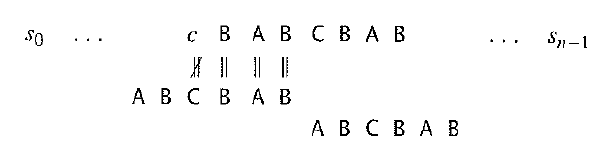 s₀ ... c B A B C B A B ... sₙ₋₁
∦ ∥ ∥ ∥
A B C B A B
A B C B A B